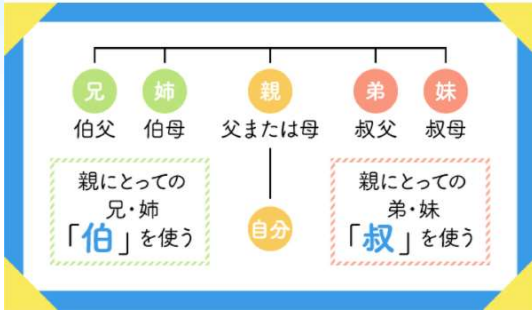 兄 姉 親 弟 妹
伯父 伯母 父または母 叔父 叔母
親にとっての
兄・姉
「伯」を使う
自分
親にとっての
弟・妹
「叔」を使う